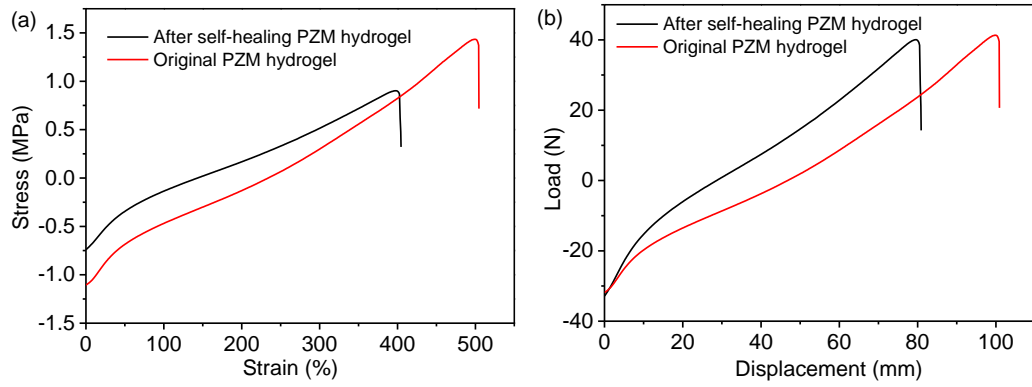 (a)
After self-healing PZM hydrogel
Original PZM hydrogel
1.5
1.0
0.5
0.0
-0.5
-1.0
-1.5
Stress (MPa)
0 100 200 300 400 500
Strain (%)
(b)
After self-healing PZM hydrogel
Original PZM hydrogel
40
20
0
-20
-40
Load (N)
0 20 40 60 80 100
Displacement (mm)